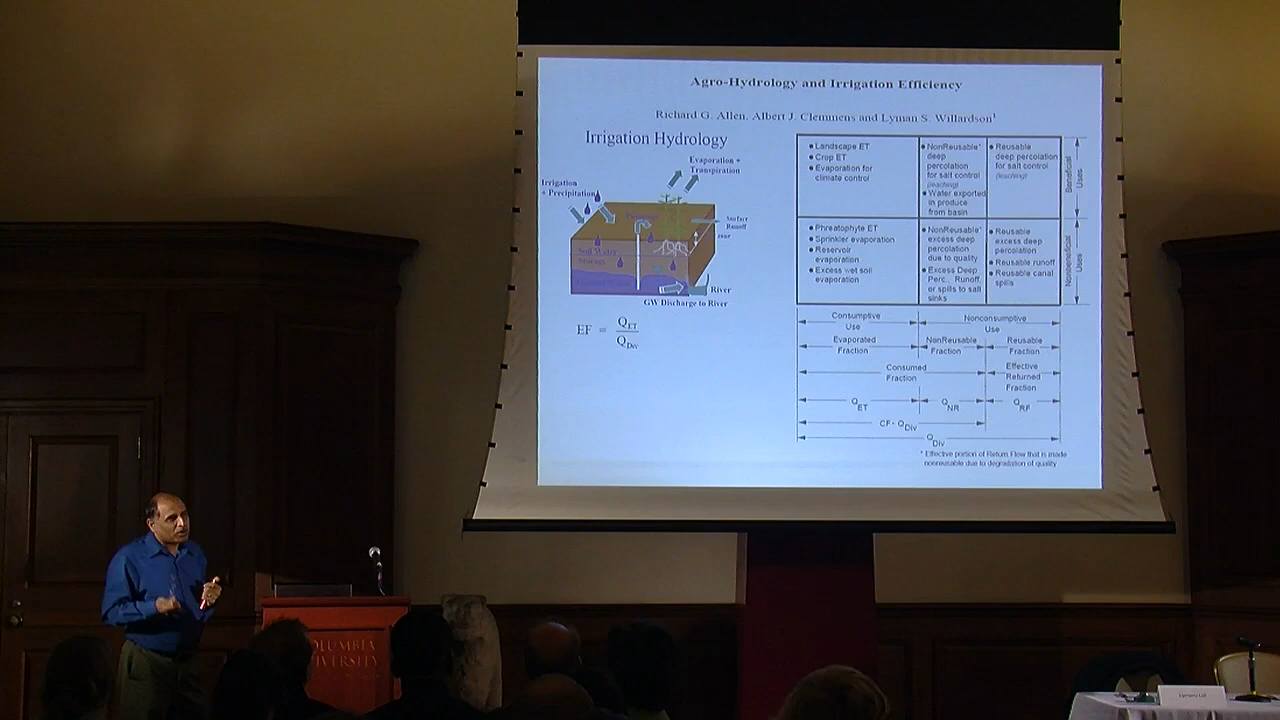 Agro-Hydrology and Irrigation Efficiency
Richard G. Allen, Albert J. Clemmens and Lyman S. Willardson¹
Irrigation Hydrology
Evaporation +
Transpiration
Irrigation
+ Precipitation
Surface
Runoff
Soil Water
Storage
River
GW Discharge to River
EF = Q_ET / Q_Div
● Landscape ET
● Crop ET
● Evaporation for
climate control
● NonReusable*
deep
percolation
for salt control
(leaching)
● Water exported
in produce
from basin
● Reusable
deep percolation
for salt control
(leaching)
Beneficial
Uses
● Phreatophyte ET
● Sprinkler evaporation
● Reservoir
evaporation
● Excess wet soil
evaporation
● NonReusable*
excess deep
percolation
due to quality
● Excess Deep
Perc., Runoff,
or spills to salt
sinks
● Reusable
excess deep
percolation
● Reusable runoff
● Reusable canal
spills
Nonbeneficial
Uses
Consumptive
Use
Nonconsumptive
Use
Evaporated
Fraction
NonReusable
Fraction
Reusable
Fraction
Consumed
Fraction
Effective
Returned
Fraction
Q_ET
Q_NR
Q_RF
CF · Q_Div
Q_Div
* Effective portion of Return Flow that is made
nonreusable due to degradation of quality
OLUMBIA
IVERSITY